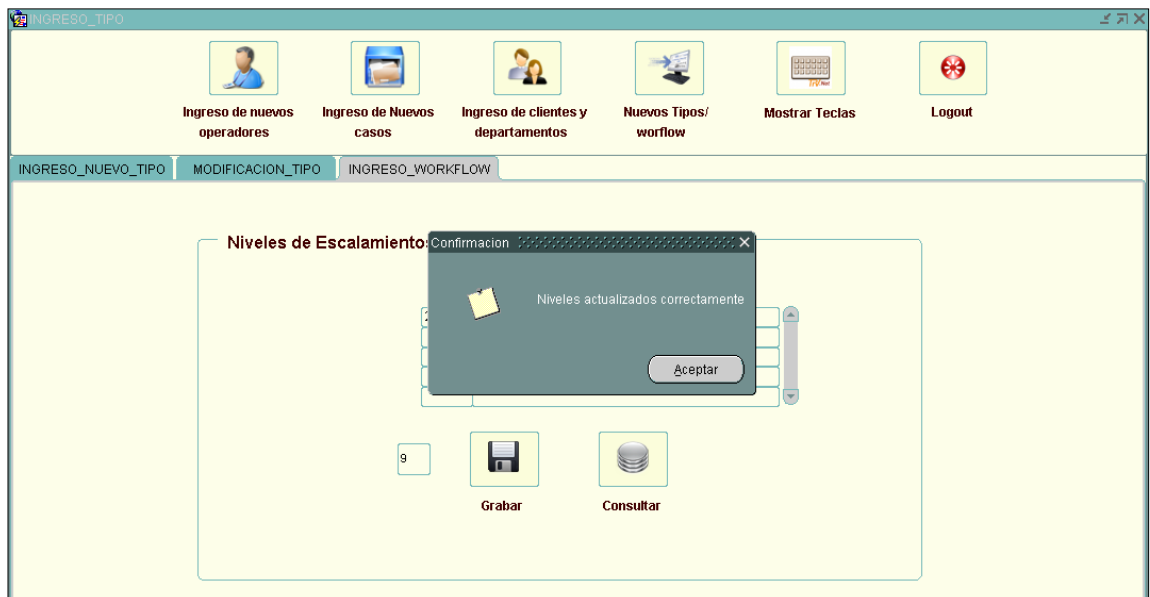 INGRESO_TIPO
Ingreso de nuevos
operadores
Ingreso de Nuevos
casos
Ingreso de clientes y
departamentos
Nuevos Tipos/
worflow
Mostrar Teclas
Logout
INGRESO_NUEVO_TIPO
MODIFICACION_TIPO
INGRESO_WORKFLOW
Niveles de Escalamiento
Confirmacion
Niveles actualizados correctamente
Aceptar
9
Grabar
Consultar